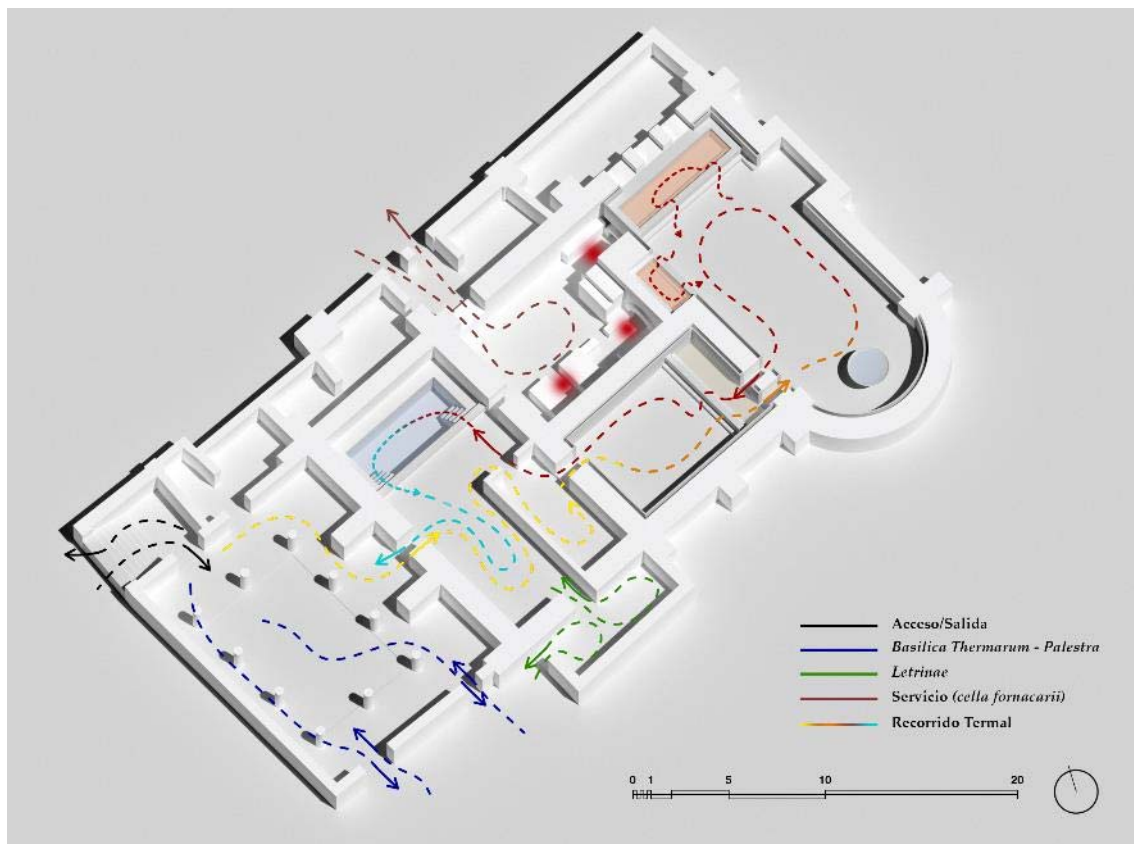 Acceso/Salida
Basilica Thermarum - Palestra
Letrinae
Servicio (cella fornacarii)
Recorrido Termal
0 1 5 10 20